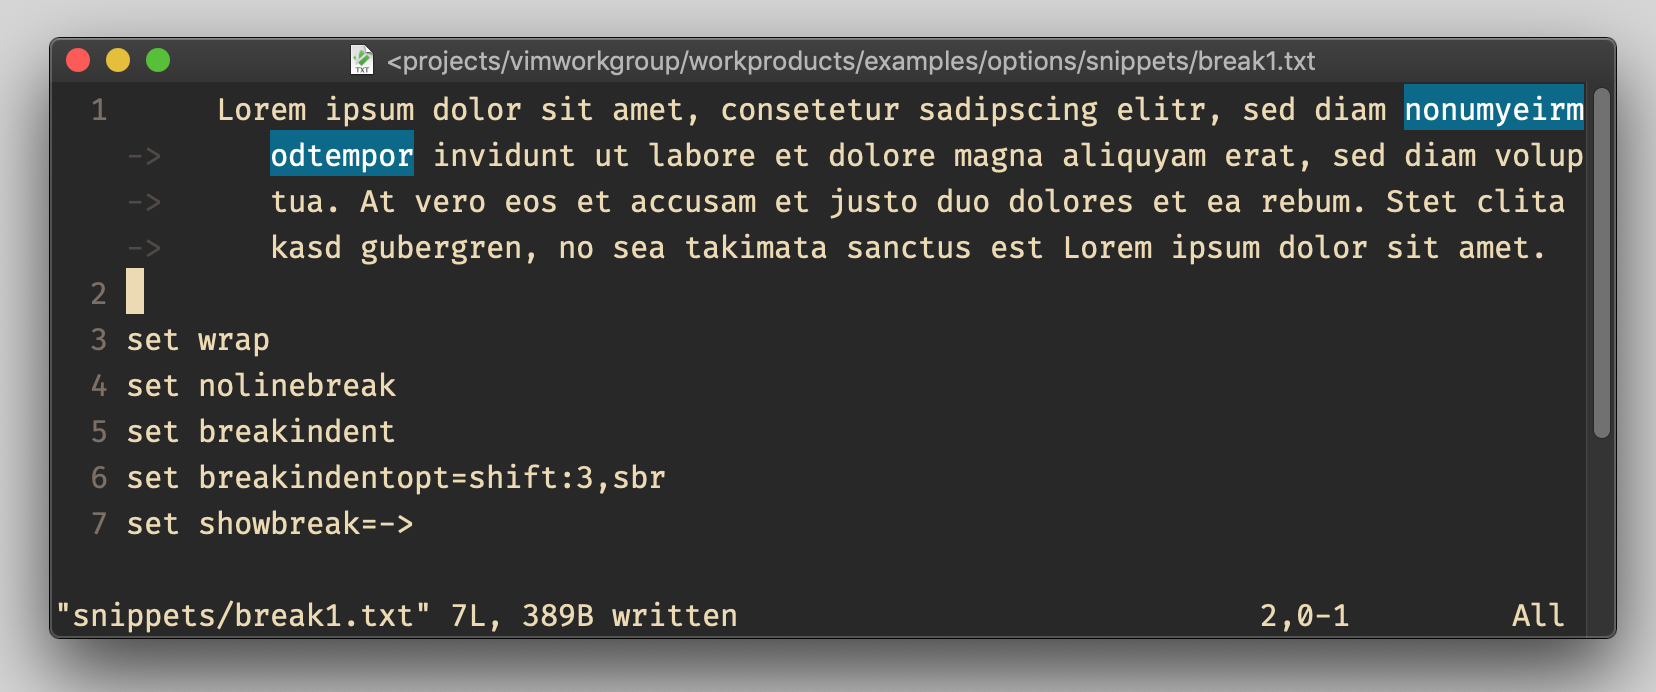 TXT <projects/vimworkgroup/workproducts/examples/options/snippets/break1.txt
1 Lorem ipsum dolor sit amet, consetetur sadipscing elitr, sed diam nonumyeirm
-> odtempor invidunt ut labore et dolore magna aliquyam erat, sed diam volup
-> tua. At vero eos et accusam et justo duo dolores et ea rebum. Stet clita
-> kasd gubergren, no sea takimata sanctus est Lorem ipsum dolor sit amet.
2
3 set wrap
4 set nolinebreak
5 set breakindent
6 set breakindentopt=shift:3,sbr
7 set showbreak=->
"snippets/break1.txt" 7L, 389B written 2,0-1 All